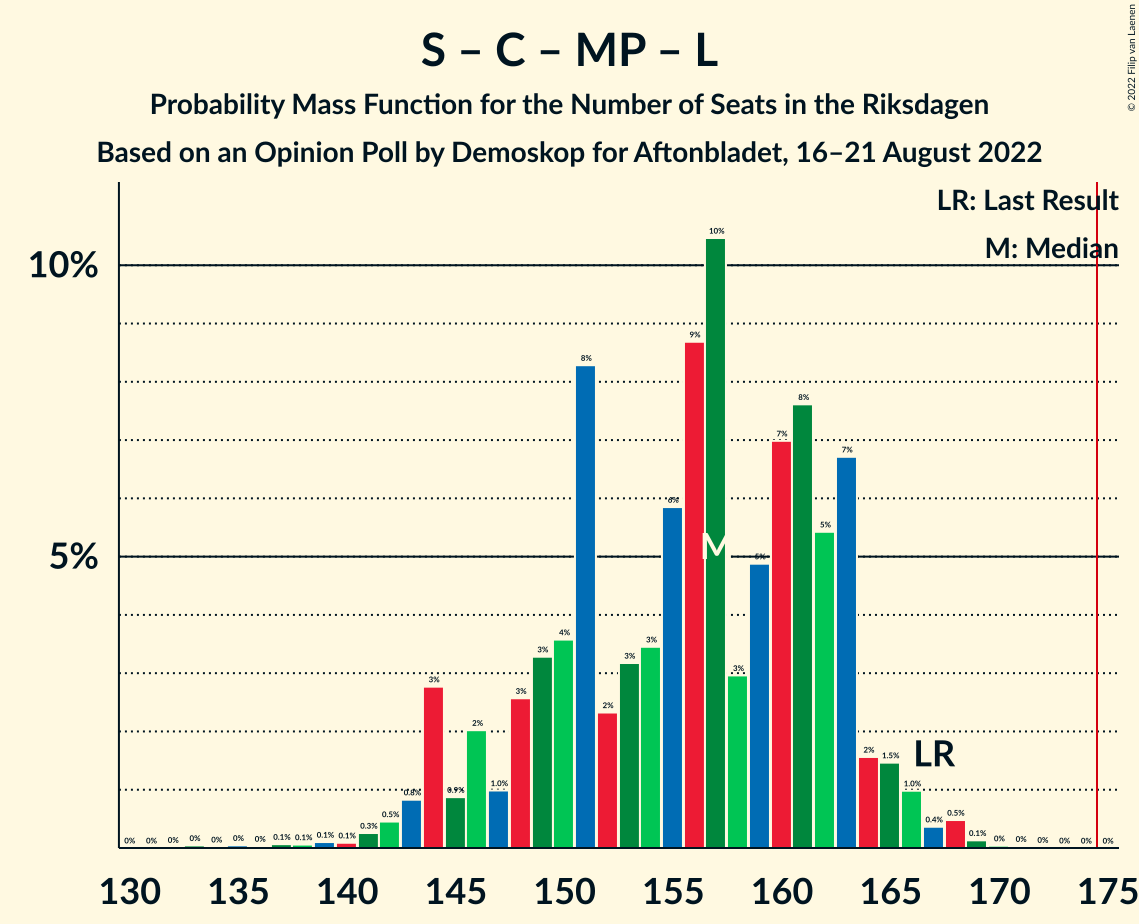 S – C – MP – L
Probability Mass Function for the Number of Seats in the Riksdagen
Based on an Opinion Poll by Demoskop for Aftonbladet, 16–21 August 2022
© 2022 Filip van Laenen
LR: Last Result
M: Median
10%
5%
0% 0% 0% 0% 0% 0% 0% 0.1% 0.1% 0.1% 0.1% 0.3% 0.5% 0.8% 3% 0.9% 2% 1.0% 3% 3% 4% 8% 2% 3% 3% 6% 9% 10% 3% 5% 7% 8% 5% 7% 2% 1.5% 1.0% 0.4% 0.5% 0.1% 0% 0% 0% 0% 0% 0%
M
LR
130 135 140 145 150 155 160 165 170 175